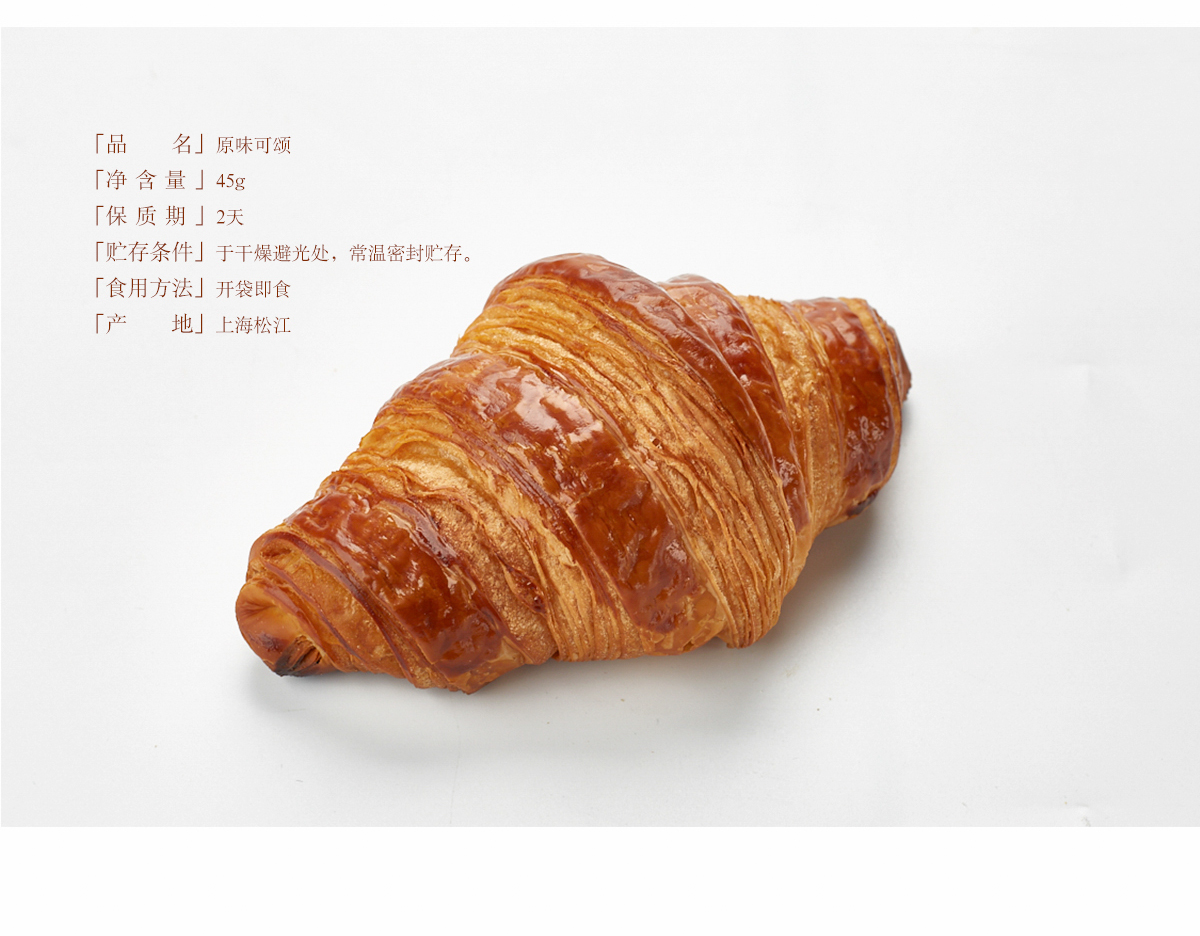 「品　　名」原味可颂
「净 含 量 」45g
「保 质 期 」2天
「贮存条件」于干燥避光处，常温密封贮存。
「食用方法」开袋即食
「产　　地」上海松江